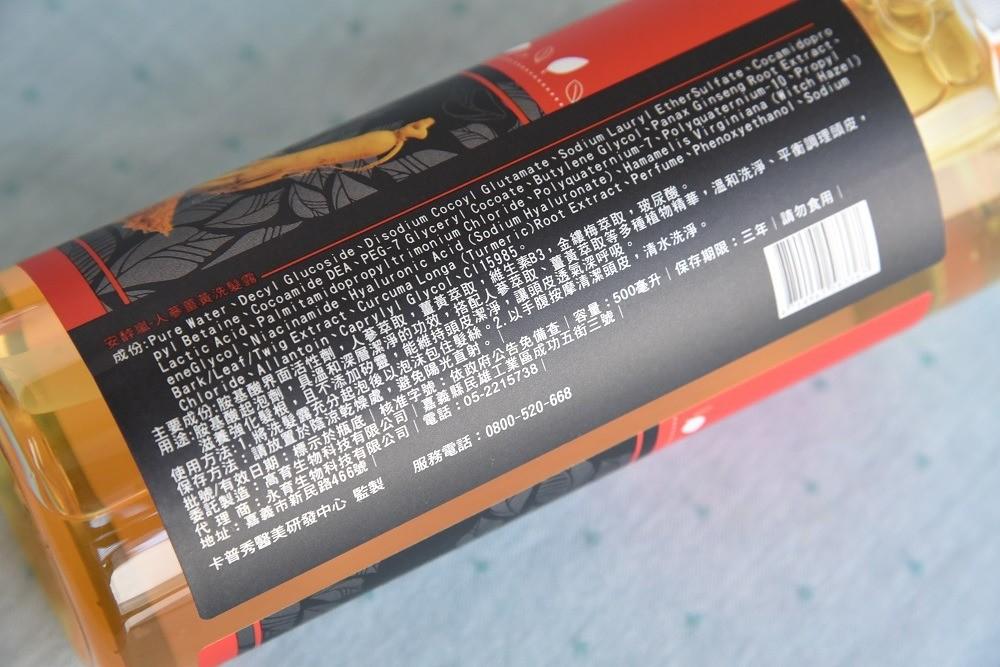 安酵皇人參薑黃洗髮露
成份:Pure Water、Decyl Glucoside、Disodium Cocoyl Glutamate、Sodium Lauryl EtherSulfate、Cocamidopro
pyl Betaine、Cocoamide DEA、PEG-7 Glyceryl Cocoate、Butylene Glycol、Panax Ginseng Root Extract、
Lactic Acid、Palmitamidopropyltrimonium Chloride、Polyquaternium-7、Polyquaternium-10、Propyl
eneGlycol、Niacinamide、Hyaluronic Acid(Sodium Hyaluronate)、Hamamelis Virginiana (Witch Hazel)
Bark/Leaf/Twig Extract、Curcuma Longa (Turmeric)Root Extract、Perfume、Phenoxyethanol、Sodium
Chloride、Allantoin、Caprylyl Glycol、CI15985。
主要成份:胺基酸界面活性劑，人參萃取，薑黃萃取，維生素B3，金縷梅萃取，玻尿酸。
用途:胺基酸起泡劑，具溫和深層潔淨的功效，搭配人參萃取、薑黃萃取等多種植物精華，溫和洗淨、平衡調理頭皮，
滋養強化髮根，且不添加矽靈，能維持頭皮潔淨，讓頭皮透氣深呼吸。
使用方法:1.將洗髮露充分起泡後以泡沫包住髮絲。2.以手腹按摩清潔頭皮，清水洗淨。
保存方法:請放置於陰涼乾燥處，避免陽光直射。
批號/有效日期:標示於瓶底｜核准字號:依政府公告免備查｜容量:500毫升｜保存期限:三年｜請勿食用｜
委託製造:萬育生物科技有限公司｜嘉義縣民雄工業區成功五街三號｜
代理商:永育生物科技有限公司｜電話:05-2215738｜
地址:嘉義市新民路466號｜ 服務電話:0800-520-668
卡普秀醫美研發中心 監製